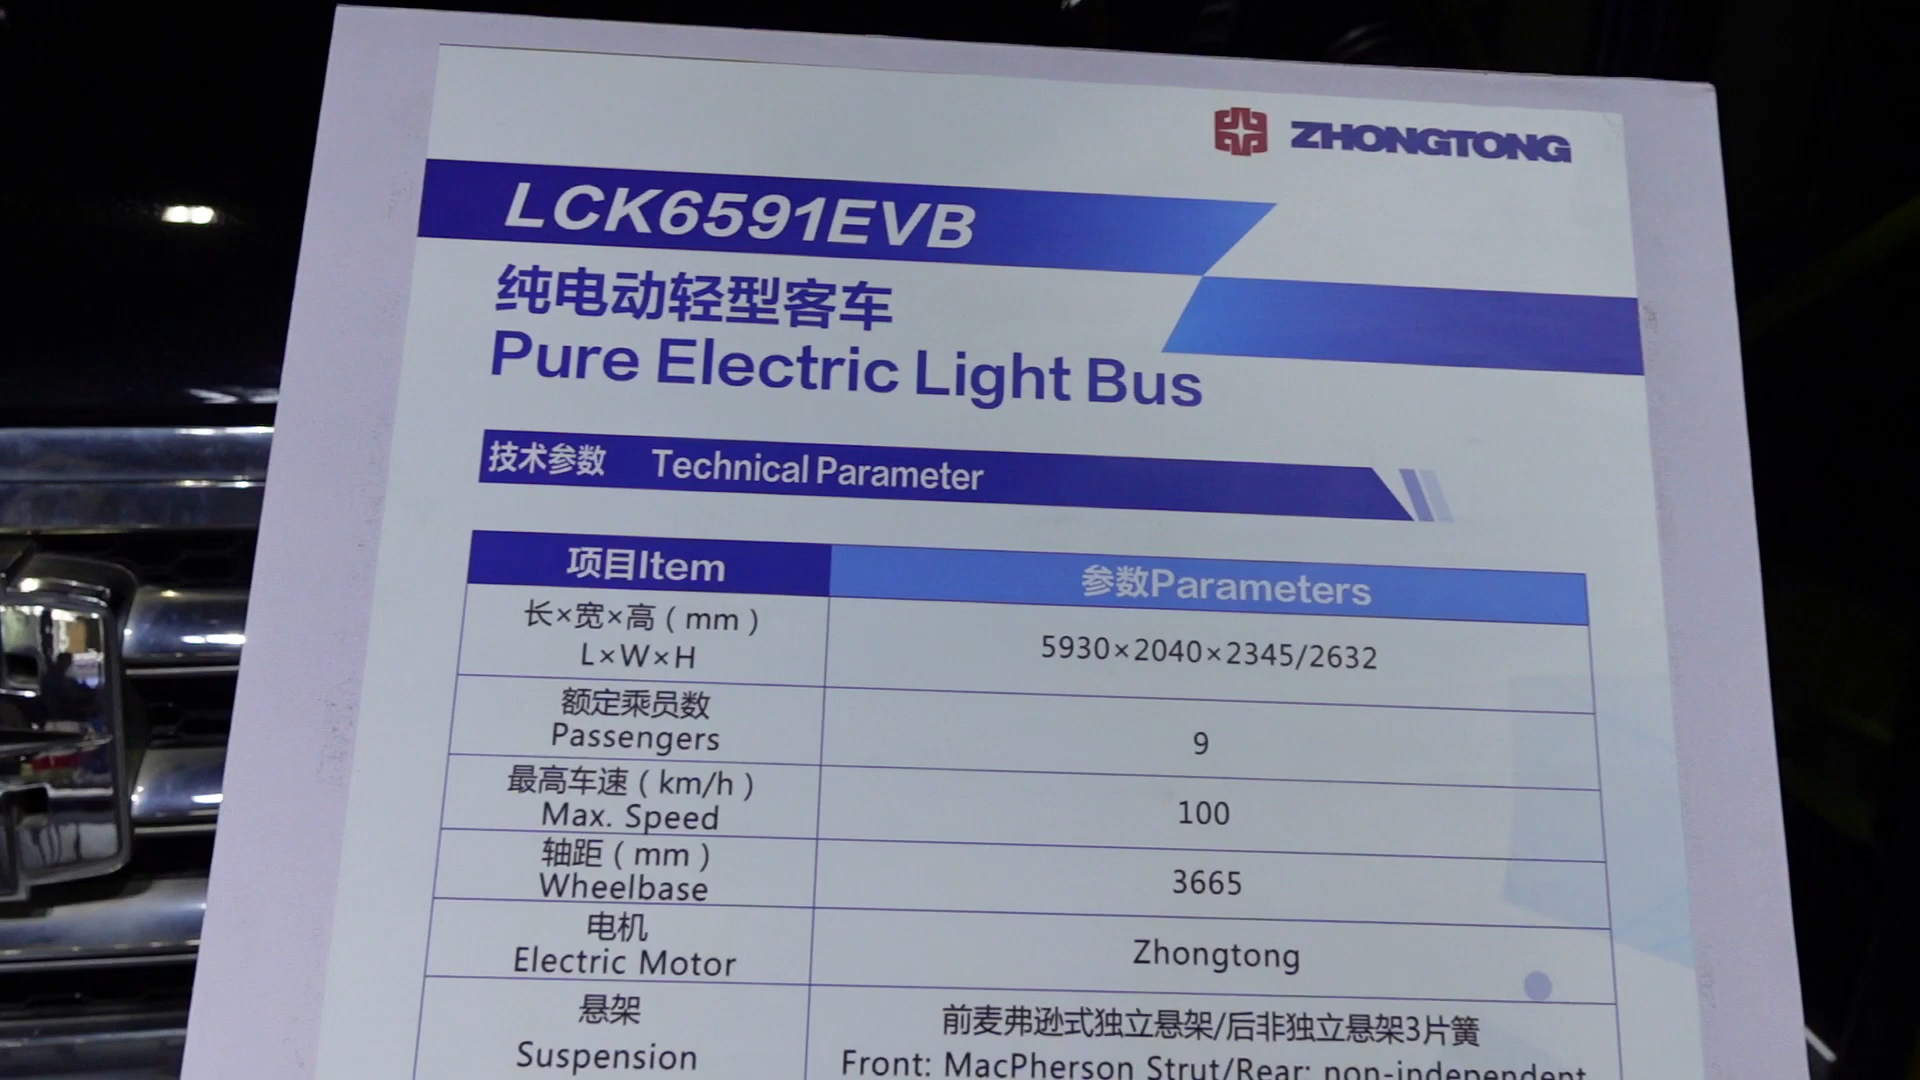 ZHONGTONG
LCK6591EVB
纯电动轻型客车
Pure Electric Light Bus
技术参数 Technical Parameter
项目Item 参数Parameters
长×宽×高（mm）
L×W×H
5930×2040×2345/2632
额定乘员数
Passengers
9
最高车速（km/h）
Max. Speed
100
轴距（mm）
Wheelbase
3665
电机
Electric Motor
Zhongtong
悬架
Suspension
前麦弗逊式独立悬架/后非独立悬架3片簧
Front: MacPherson Strut/Rear: non-independent